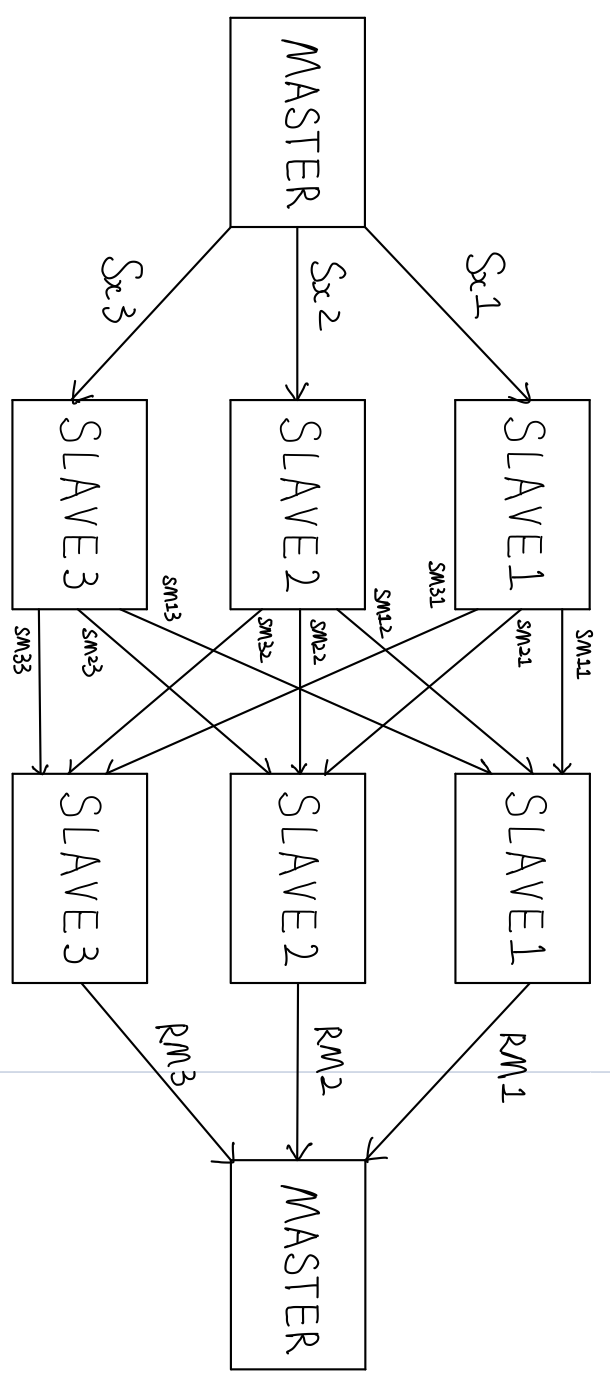 MASTER
Sx1
Sx2
Sx3
SLAVE1
SLAVE2
SLAVE3
SM11
SM21
SM31
SM12
SM22
SM32
SM13
SM23
SM33
SLAVE1
SLAVE2
SLAVE3
RM1
RM2
RM3
MASTER